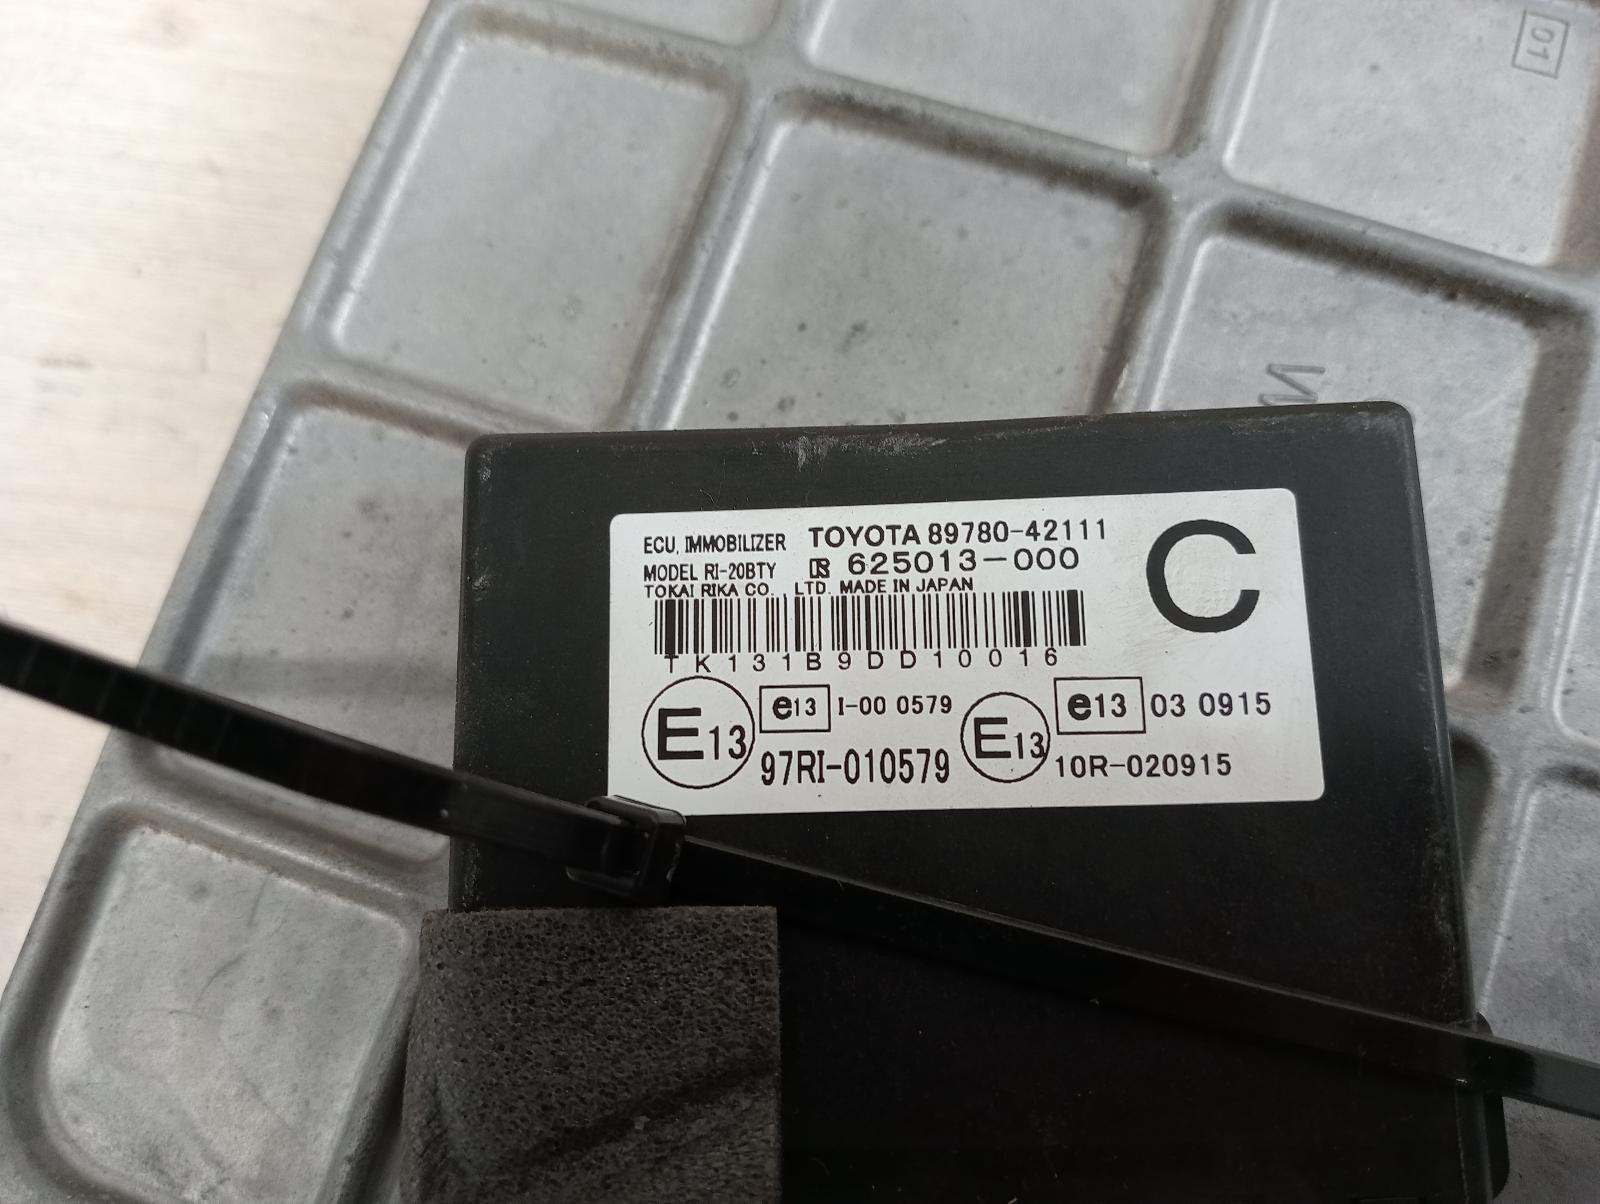 01
ECU, IMMOBILIZER TOYOTA 89780-42111
MODEL RI-20BTY R 625013-000
TOKAI RIKA CO., LTD. MADE IN JAPAN
C
TK131B9DD10016
E13 e13 I-00 0579 E13 e13 03 0915
97RI-010579 10R-020915